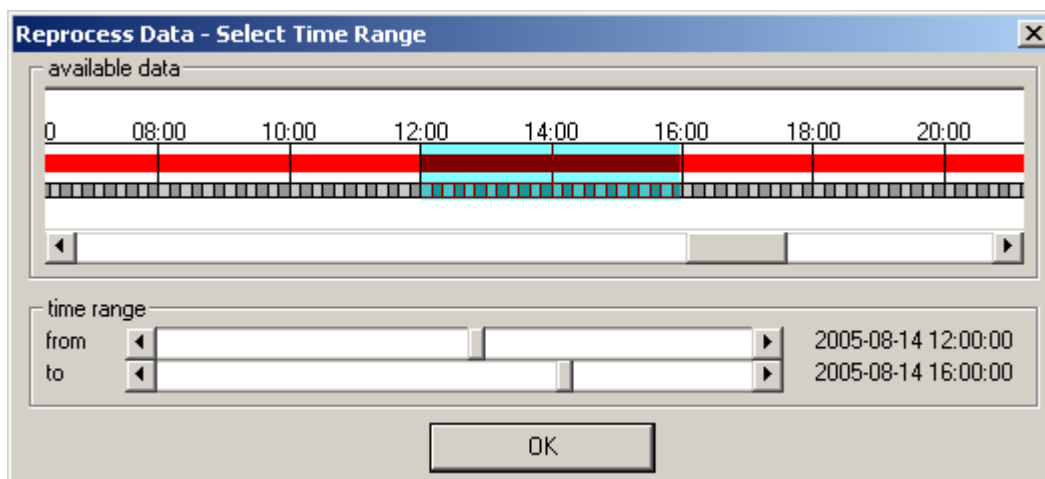 Reprocess Data - Select Time Range
available data
0 08:00 10:00 12:00 14:00 16:00 18:00 20:00
time range
from 2005-08-14 12:00:00
to 2005-08-14 16:00:00
OK